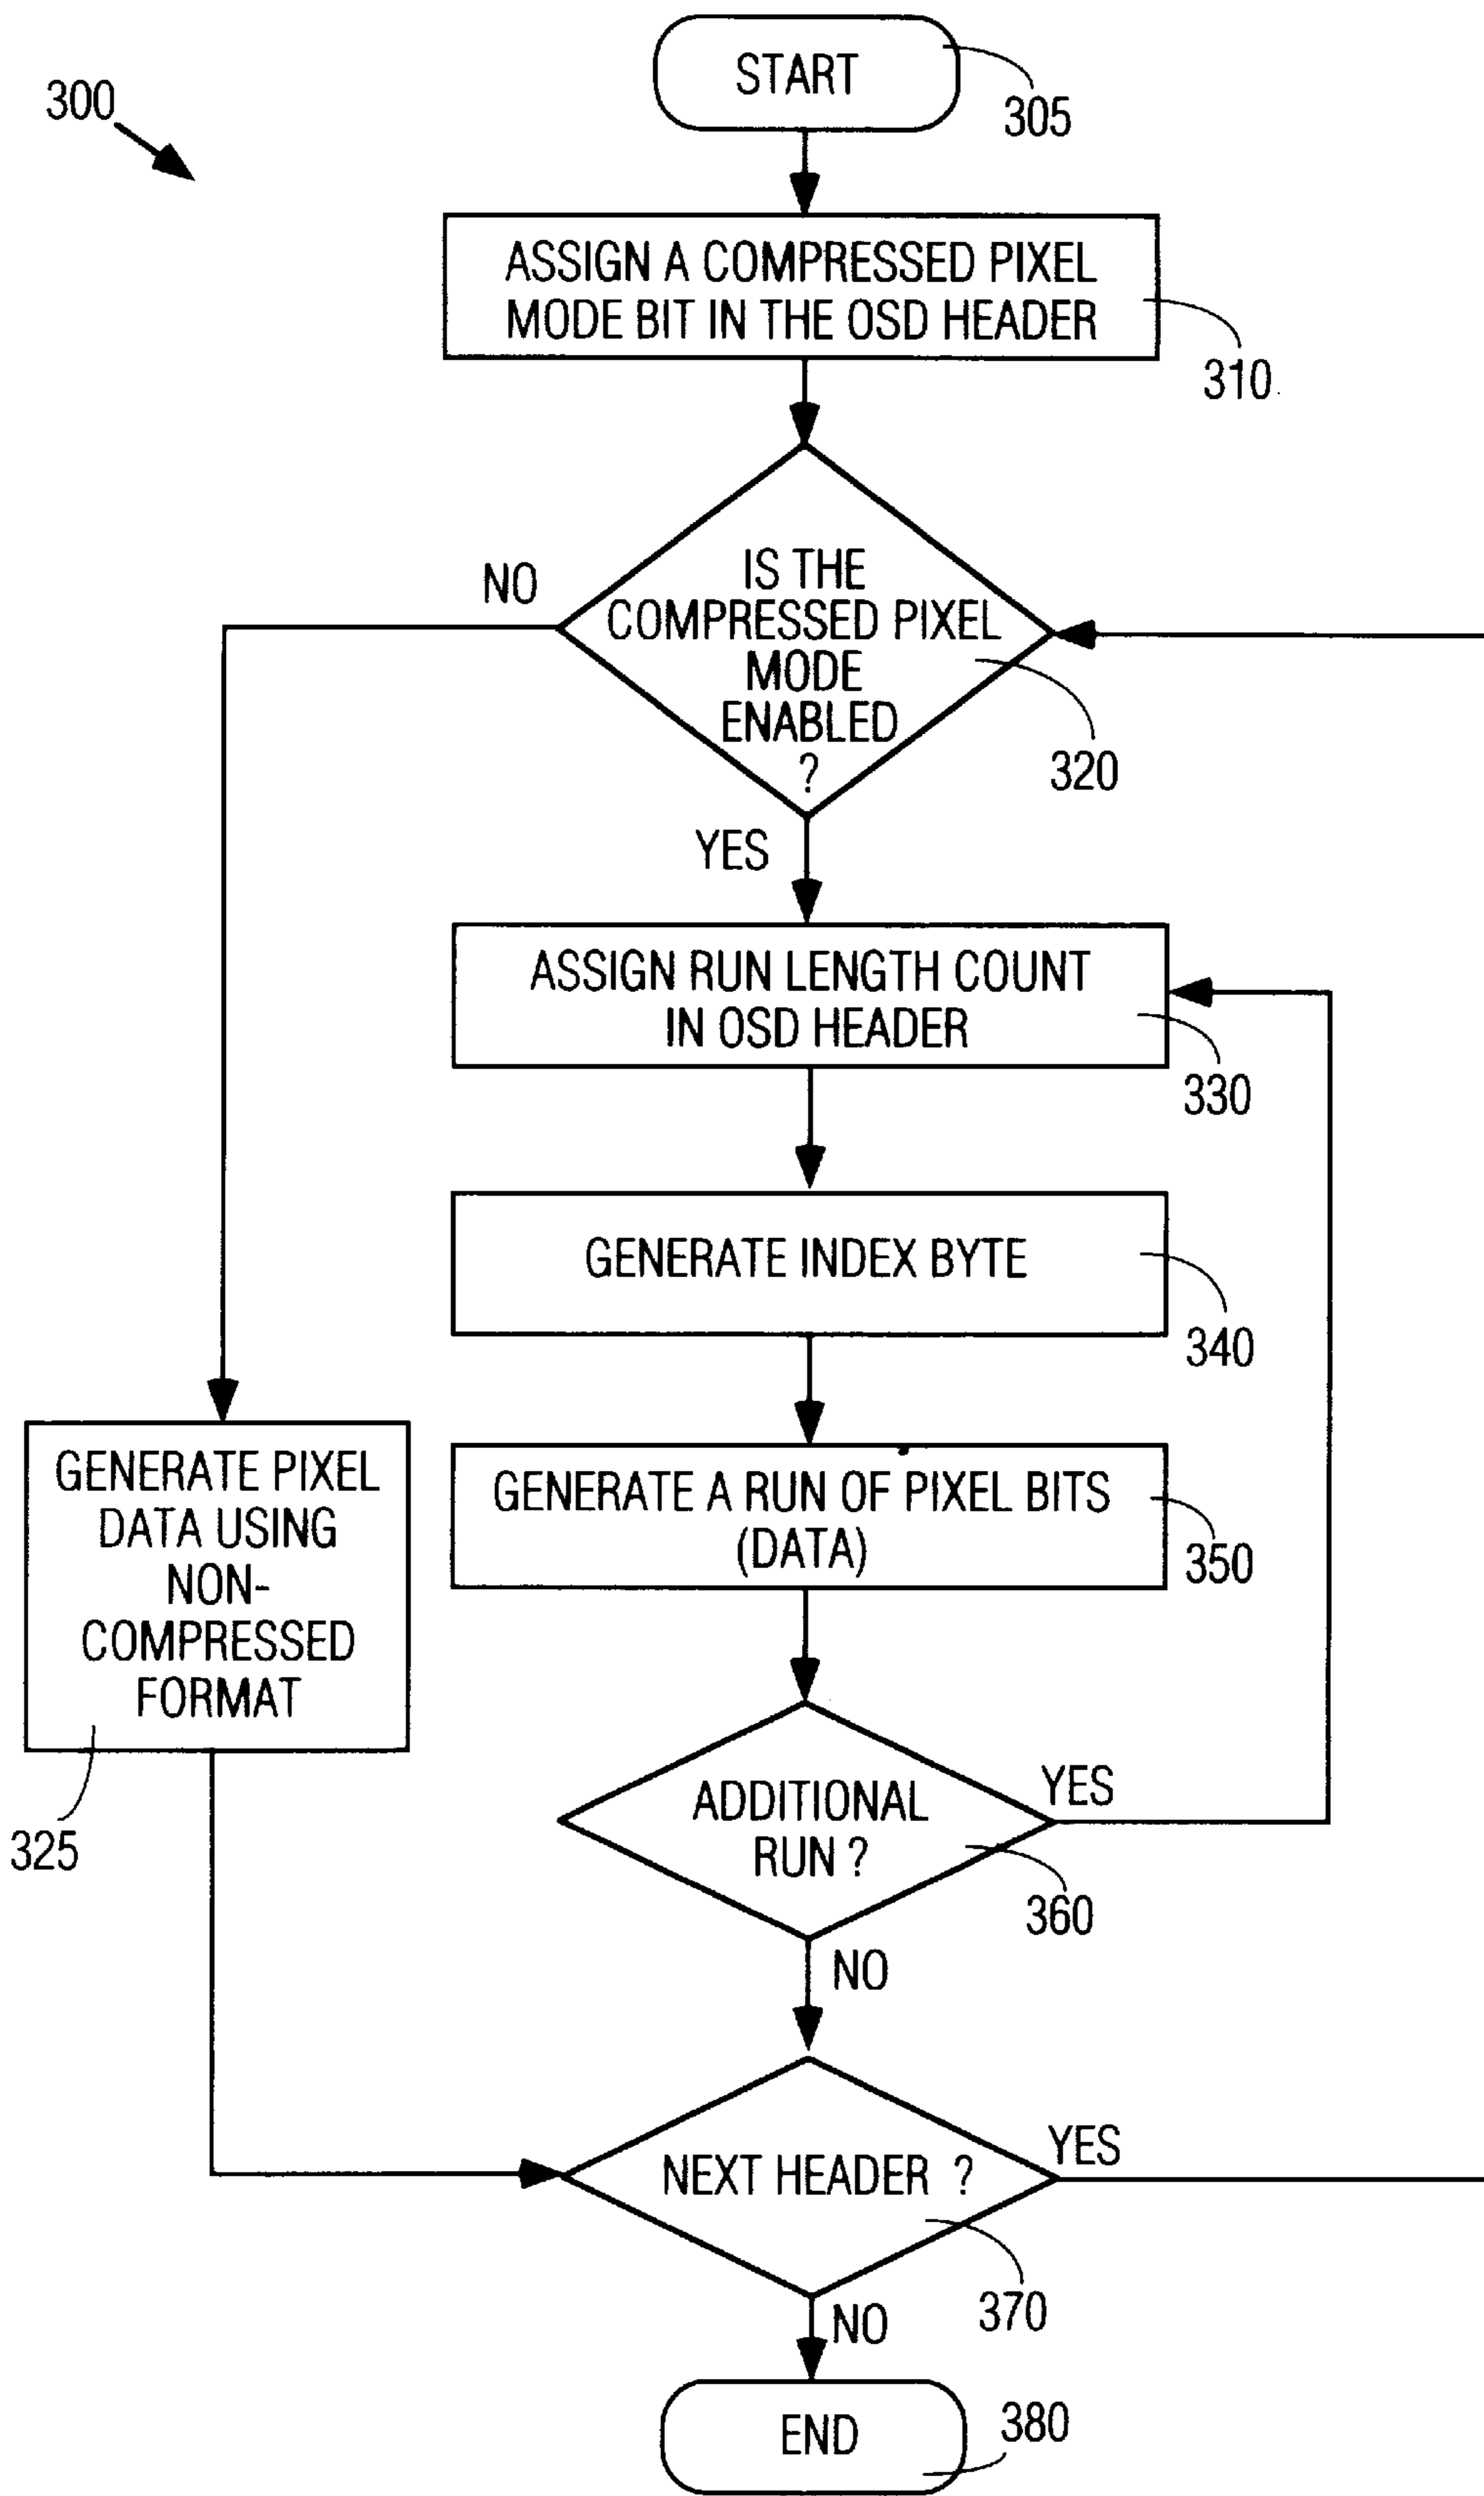 START
300
305
ASSIGN A COMPRESSED PIXEL
MODE BIT IN THE OSD HEADER
310
IS THE
COMPRESSED PIXEL
MODE
ENABLED
?
NO
320
YES
ASSIGN RUN LENGTH COUNT
IN OSD HEADER
330
GENERATE INDEX BYTE
340
GENERATE PIXEL
DATA USING
NON-
COMPRESSED
FORMAT
325
GENERATE A RUN OF PIXEL BITS
(DATA)
350
ADDITIONAL
RUN ?
YES
360
NO
NEXT HEADER ?
YES
370
NO
END
380